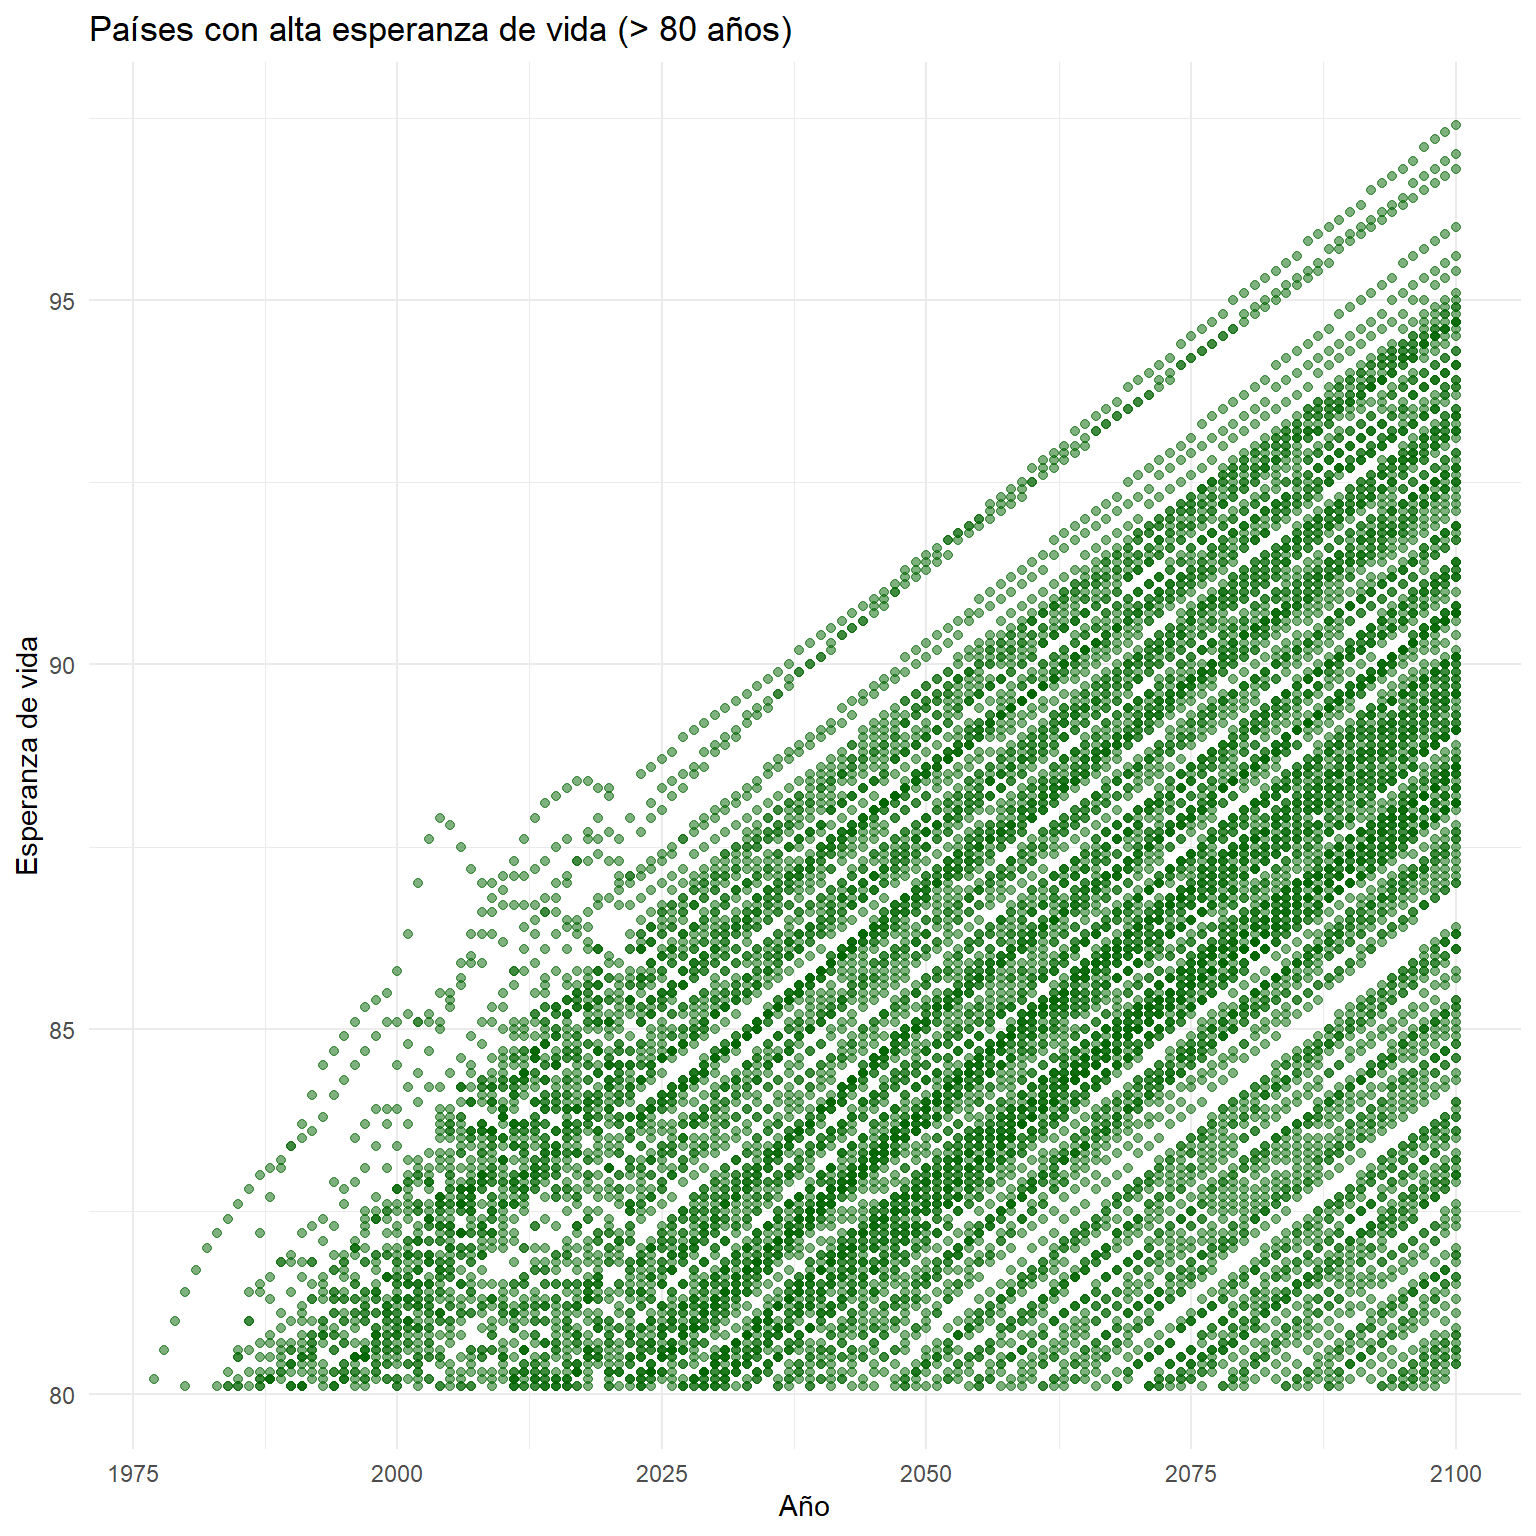 Países con alta esperanza de vida (> 80 años)
95
90
85
80
Esperanza de vida
1975 2000 2025 2050 2075 2100
Año